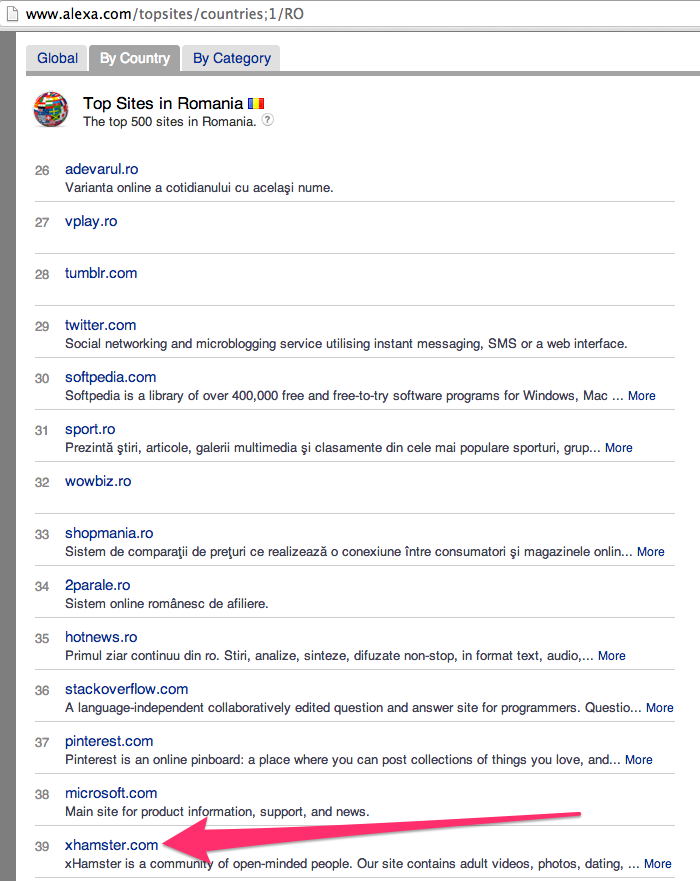 www.alexa.com/topsites/countries;1/RO
Global By Country By Category
Top Sites in Romania
The top 500 sites in Romania. ?
26 adevarul.ro
Varianta online a cotidianului cu acelaşi nume.
27 vplay.ro
28 tumblr.com
29 twitter.com
Social networking and microblogging service utilising instant messaging, SMS or a web interface.
30 softpedia.com
Softpedia is a library of over 400,000 free and free-to-try software programs for Windows, Mac ... More
31 sport.ro
Prezintă ştiri, articole, galerii multimedia şi clasamente din cele mai populare sporturi, grup... More
32 wowbiz.ro
33 shopmania.ro
Sistem de comparaţii de preţuri ce realizează o conexiune între consumatori şi magazinele onlin... More
34 2parale.ro
Sistem online românesc de afiliere.
35 hotnews.ro
Primul ziar continuu din ro. Stiri, analize, sinteze, difuzate non-stop, in format text, audio,... More
36 stackoverflow.com
A language-independent collaboratively edited question and answer site for programmers. Questio... More
37 pinterest.com
Pinterest is an online pinboard: a place where you can post collections of things you love, and... More
38 microsoft.com
Main site for product information, support, and news.
39 xhamster.com
xHamster is a community of open-minded people. Our site contains adult videos, photos, dating, ... More